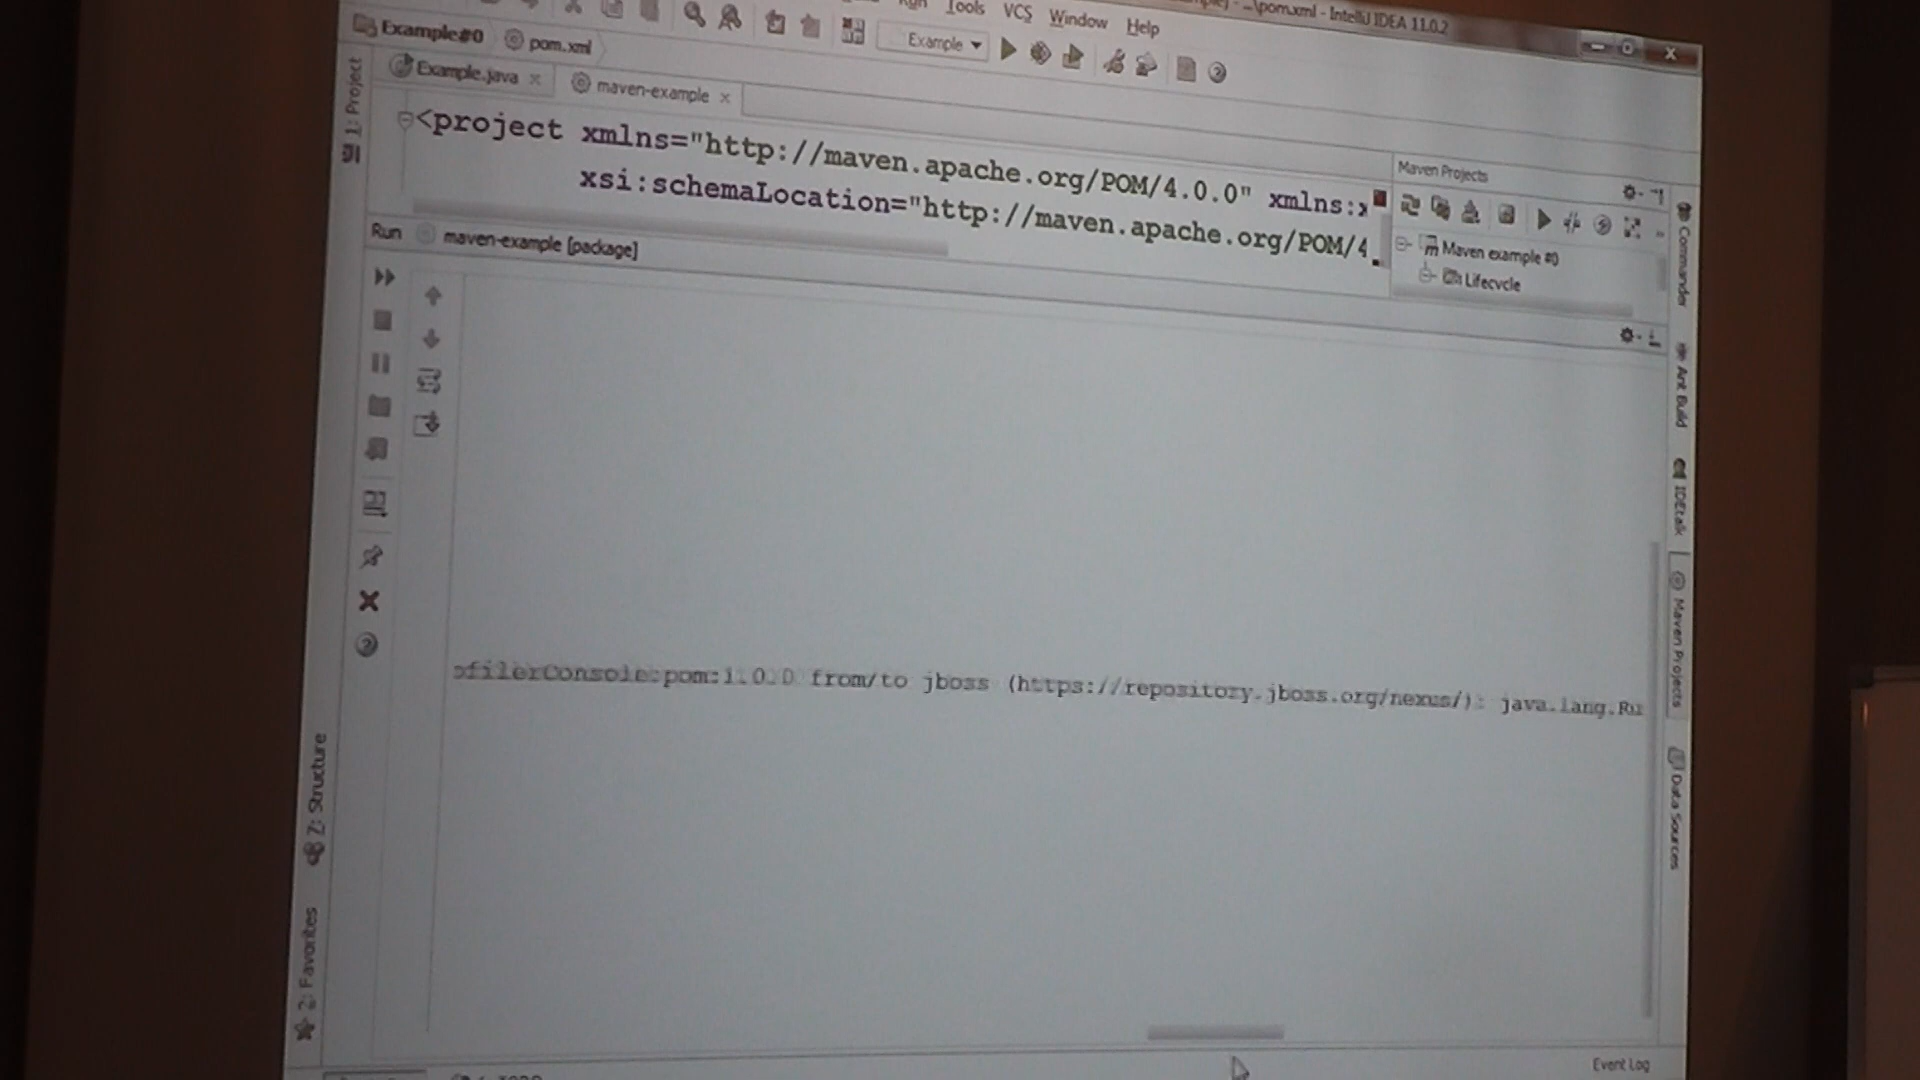 \pom.xml - IntelliJ IDEA 11.0.2
Tools VCS Window Help
Example
Example#0 pom.xml
Example.java maven-example
1: Project
<project xmlns="http://maven.apache.org/POM/4.0.0" xmlns:x
xsi:schemaLocation="http://maven.apache.org/POM/4.
Maven Projects
Maven example #0
Lifecycle
Run maven-example [package]
ofilerConsole:pom:1.0.0 from/to jboss (https://repository.jboss.org/nexus/): java.lang.Ru
Commander
Ant Build
IDEtalk
Maven Projects
Data Sources
Z: Structure
2: Favorites
Event Log